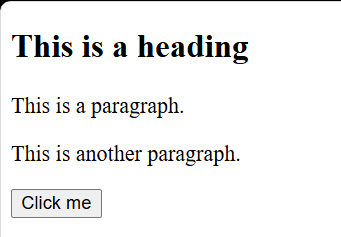 This is a heading
This is a paragraph.
This is another paragraph.
Click me